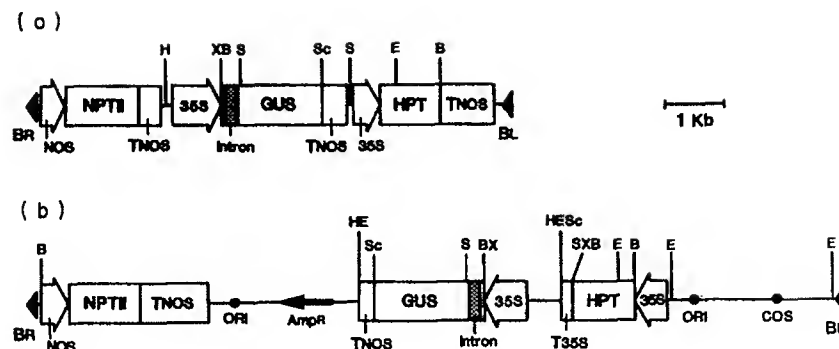 (a)
H XB S Sc S E B
NPTII 35S GUS HPT TNOS
BR NOS TNOS Intron TNOS 35S BL
1 Kb
(b)
B HE Sc S BX HESc SXB E B E E
NPTII TNOS GUS 35S HPT 35S
BR NOS ORI AmpR TNOS Intron T35S ORI COS